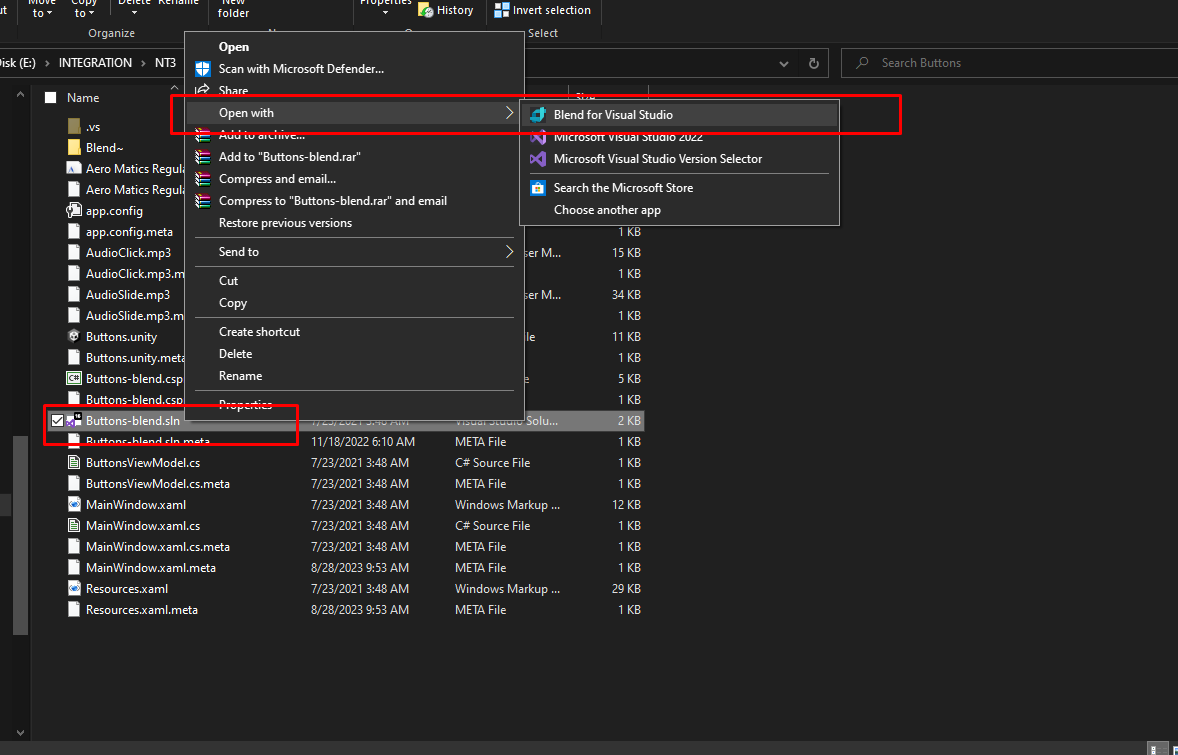 Move
to
Copy
to
Delete
Rename
New
folder
Properties
History
Invert selection
Organize
Select
Disk (E:) › INTEGRATION › NT3
Search Buttons
Name
Size
Open
Scan with Microsoft Defender...
Share
Open with
Add to archive...
Add to "Buttons-blend.rar"
Compress and email...
Compress to "Buttons-blend.rar" and email
Restore previous versions
Send to
Cut
Copy
Create shortcut
Delete
Rename
Properties
Blend for Visual Studio
Microsoft Visual Studio 2022
Microsoft Visual Studio Version Selector
Search the Microsoft Store
Choose another app
.vs
Blend~
Aero Matics Regula
Aero Matics Regula
app.config
app.config.meta 1 KB
AudioClick.mp3 ser M... 15 KB
AudioClick.mp3.m 1 KB
AudioSlide.mp3 ser M... 34 KB
AudioSlide.mp3.m 1 KB
Buttons.unity le 11 KB
Buttons.unity.meta 1 KB
Buttons-blend.csp e 5 KB
Buttons-blend.csp 1 KB
Buttons-blend.sln 7/23/2021 3:48 AM Visual Studio Solu... 2 KB
Buttons-blend.sln.meta 11/18/2022 6:10 AM META File 1 KB
ButtonsViewModel.cs 7/23/2021 3:48 AM C# Source File 1 KB
ButtonsViewModel.cs.meta 7/23/2021 3:48 AM META File 1 KB
MainWindow.xaml 7/23/2021 3:48 AM Windows Markup ... 12 KB
MainWindow.xaml.cs 7/23/2021 3:48 AM C# Source File 1 KB
MainWindow.xaml.cs.meta 7/23/2021 3:48 AM META File 1 KB
MainWindow.xaml.meta 8/28/2023 9:53 AM META File 1 KB
Resources.xaml 7/23/2021 3:48 AM Windows Markup ... 29 KB
Resources.xaml.meta 8/28/2023 9:53 AM META File 1 KB